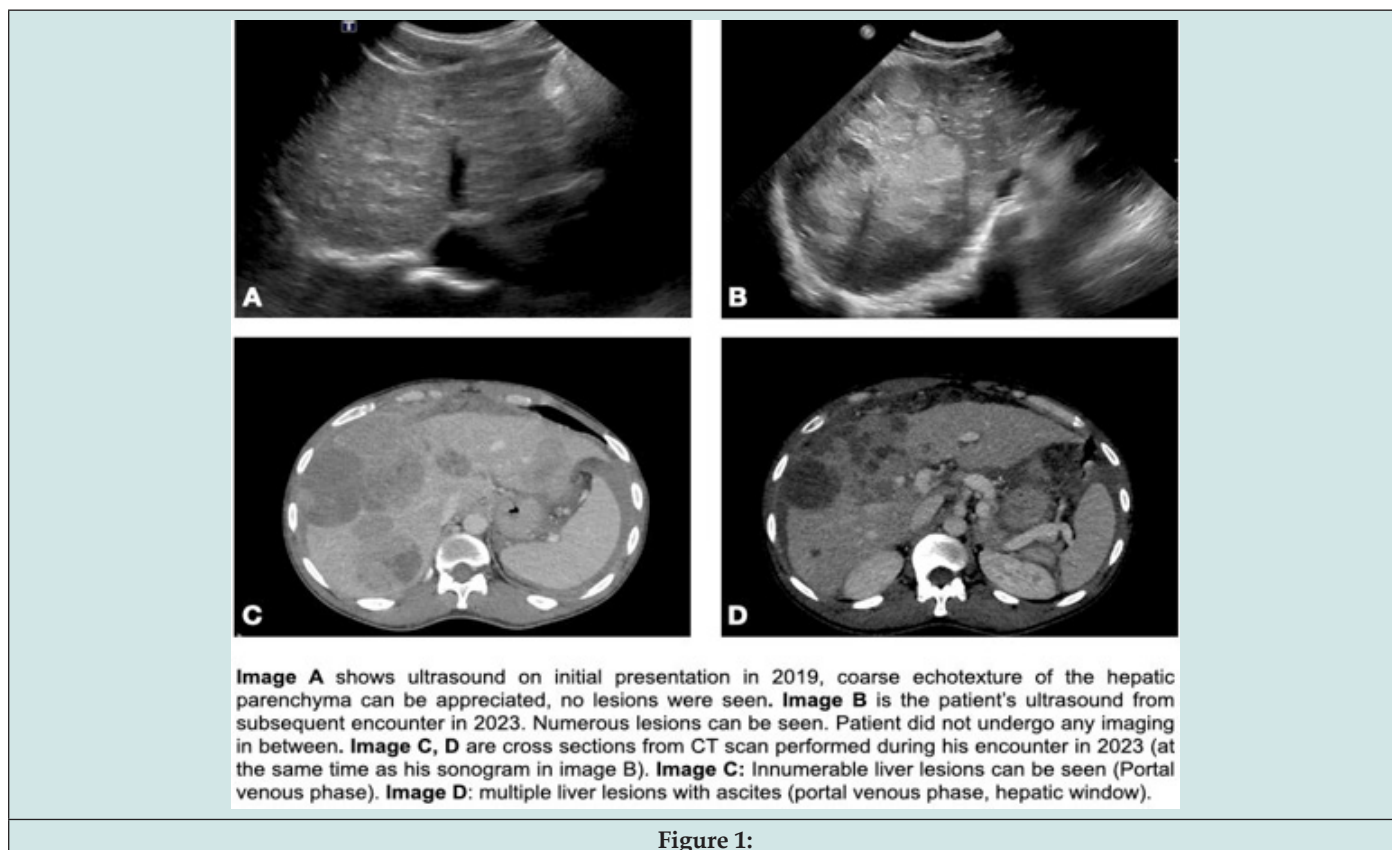 A
B
C
D
Image A shows ultrasound on initial presentation in 2019, coarse echotexture of the hepatic
parenchyma can be appreciated, no lesions were seen. Image B is the patient's ultrasound from
subsequent encounter in 2023. Numerous lesions can be seen. Patient did not undergo any imaging
in between. Image C, D are cross sections from CT scan performed during his encounter in 2023 (at
the same time as his sonogram in image B). Image C: Innumerable liver lesions can be seen (Portal
venous phase). Image D: multiple liver lesions with ascites (portal venous phase, hepatic window).
Figure 1: